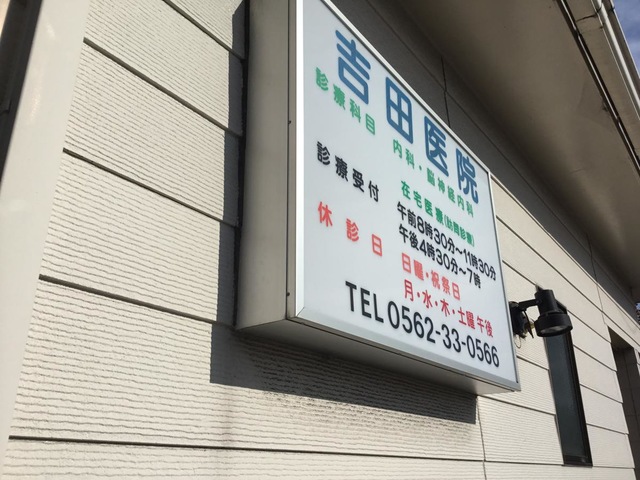 吉田医院
診療科目 内科・脳神経内科
在宅医療(訪問診療)
診療受付 午前8時30分～11時30分
午後4時30分～7時
休診日 日曜・祝祭日
月・水・木・土曜午後
TEL 0562-33-0566